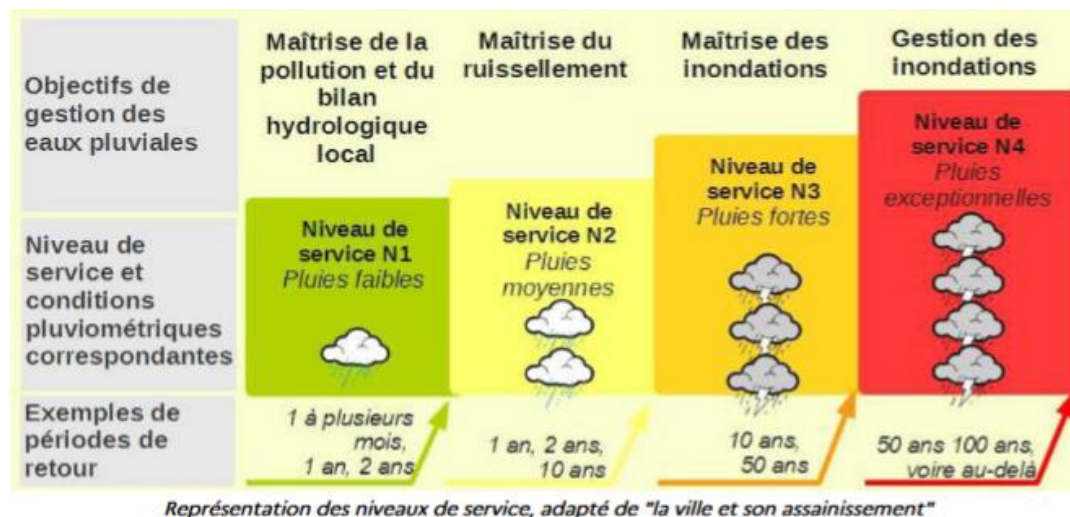 Objectifs de
gestion des
eaux pluviales
Maîtrise de la
pollution et du
bilan
hydrologique
local
Maîtrise du
ruissellement
Maîtrise des
inondations
Gestion des
inondations
Niveau de
service et
conditions
pluviométriques
correspondantes
Niveau de
service N1
Pluies faibles
Niveau de
service N2
Pluies
moyennes
Niveau de
service N3
Pluies fortes
Niveau de
service N4
Pluies
exceptionnelles
Exemples de
périodes de
retour
1 à plusieurs
mois,
1 an, 2 ans
1 an, 2 ans,
10 ans
10 ans,
50 ans
50 ans 100 ans,
voire au-delà
Représentation des niveaux de service, adapté de "la ville et son assainissement"